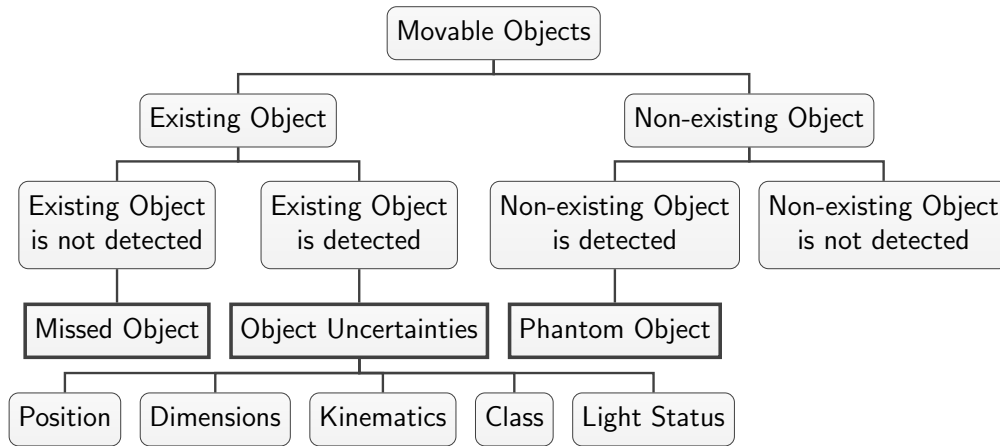 Movable Objects
Existing Object
Non-existing Object
Existing Object
is not detected
Existing Object
is detected
Non-existing Object
is detected
Non-existing Object
is not detected
Missed Object
Object Uncertainties
Phantom Object
Position
Dimensions
Kinematics
Class
Light Status